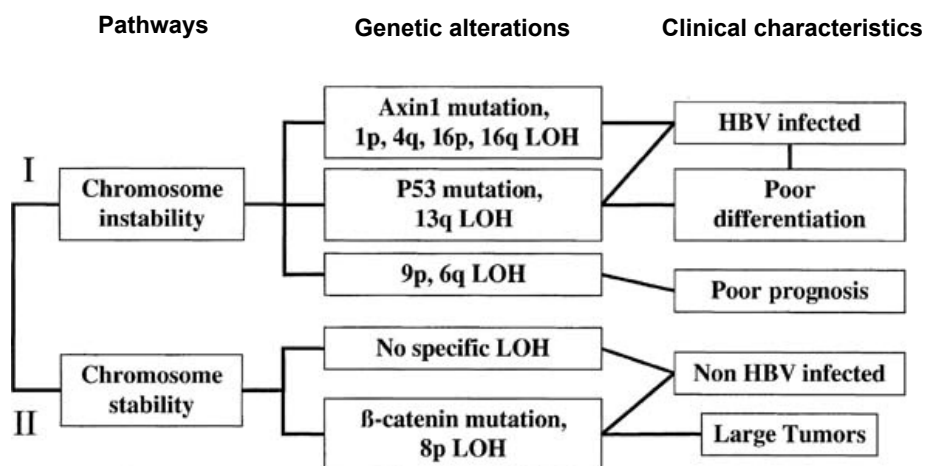 Pathways
Genetic alterations
Clinical characteristics
Axin1 mutation,
1p, 4q, 16p, 16q LOH
HBV infected
I
Chromosome
instability
P53 mutation,
13q LOH
Poor
differentiation
9p, 6q LOH
Poor prognosis
No specific LOH
Non HBV infected
II
Chromosome
stability
ß-catenin mutation,
8p LOH
Large Tumors